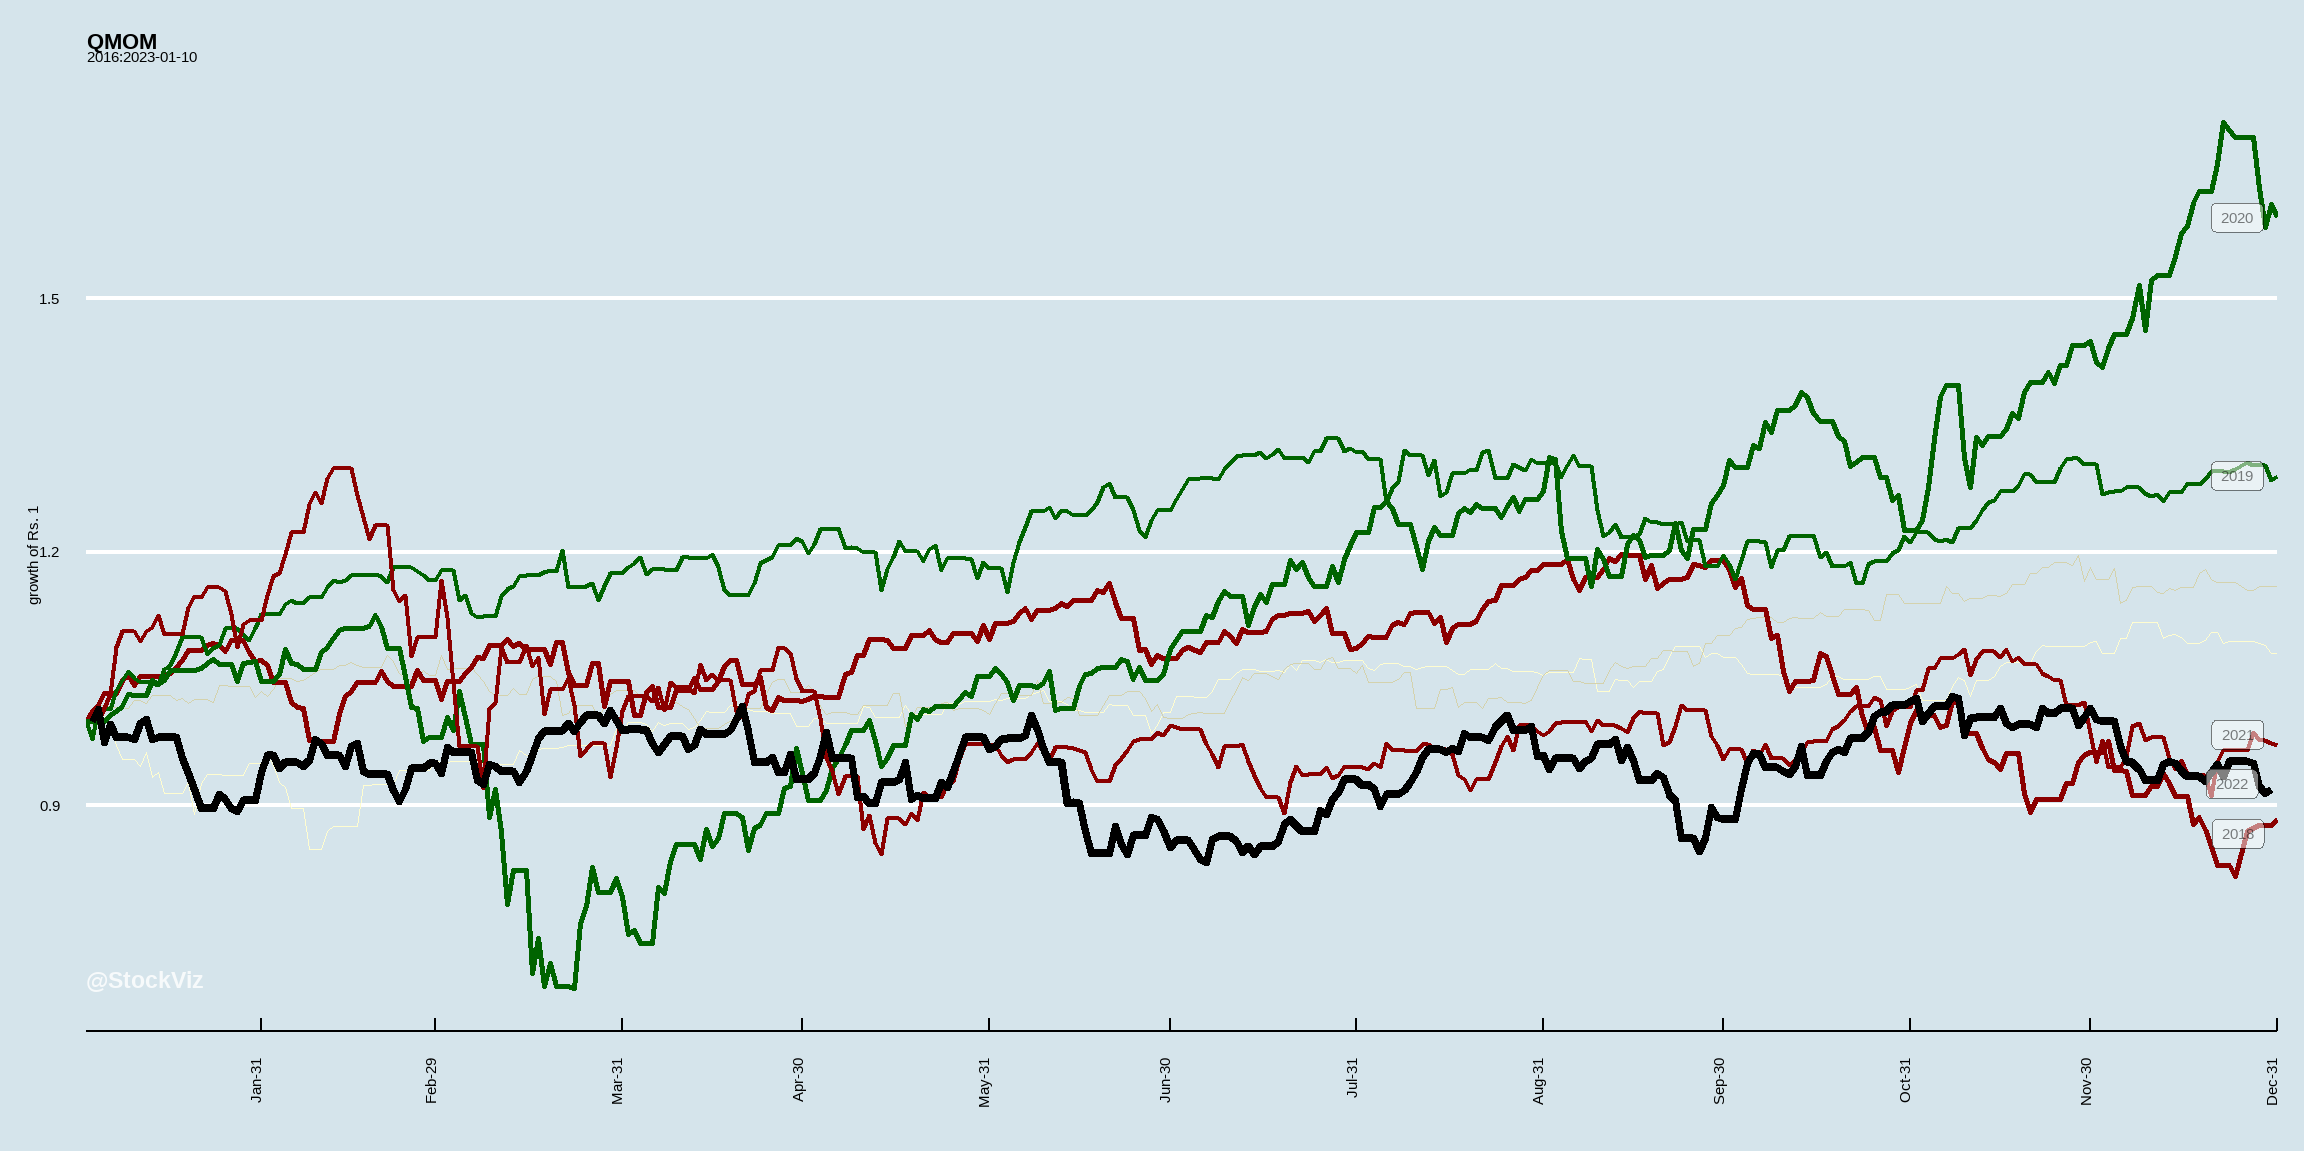 QMOM
2016:2023-01-10
growth of Rs. 1
1.5
1.2
0.9
2020
2019
2021
2022
2018
@StockViz
Jan-31
Feb-29
Mar-31
Apr-30
May-31
Jun-30
Jul-31
Aug-31
Sep-30
Oct-31
Nov-30
Dec-31